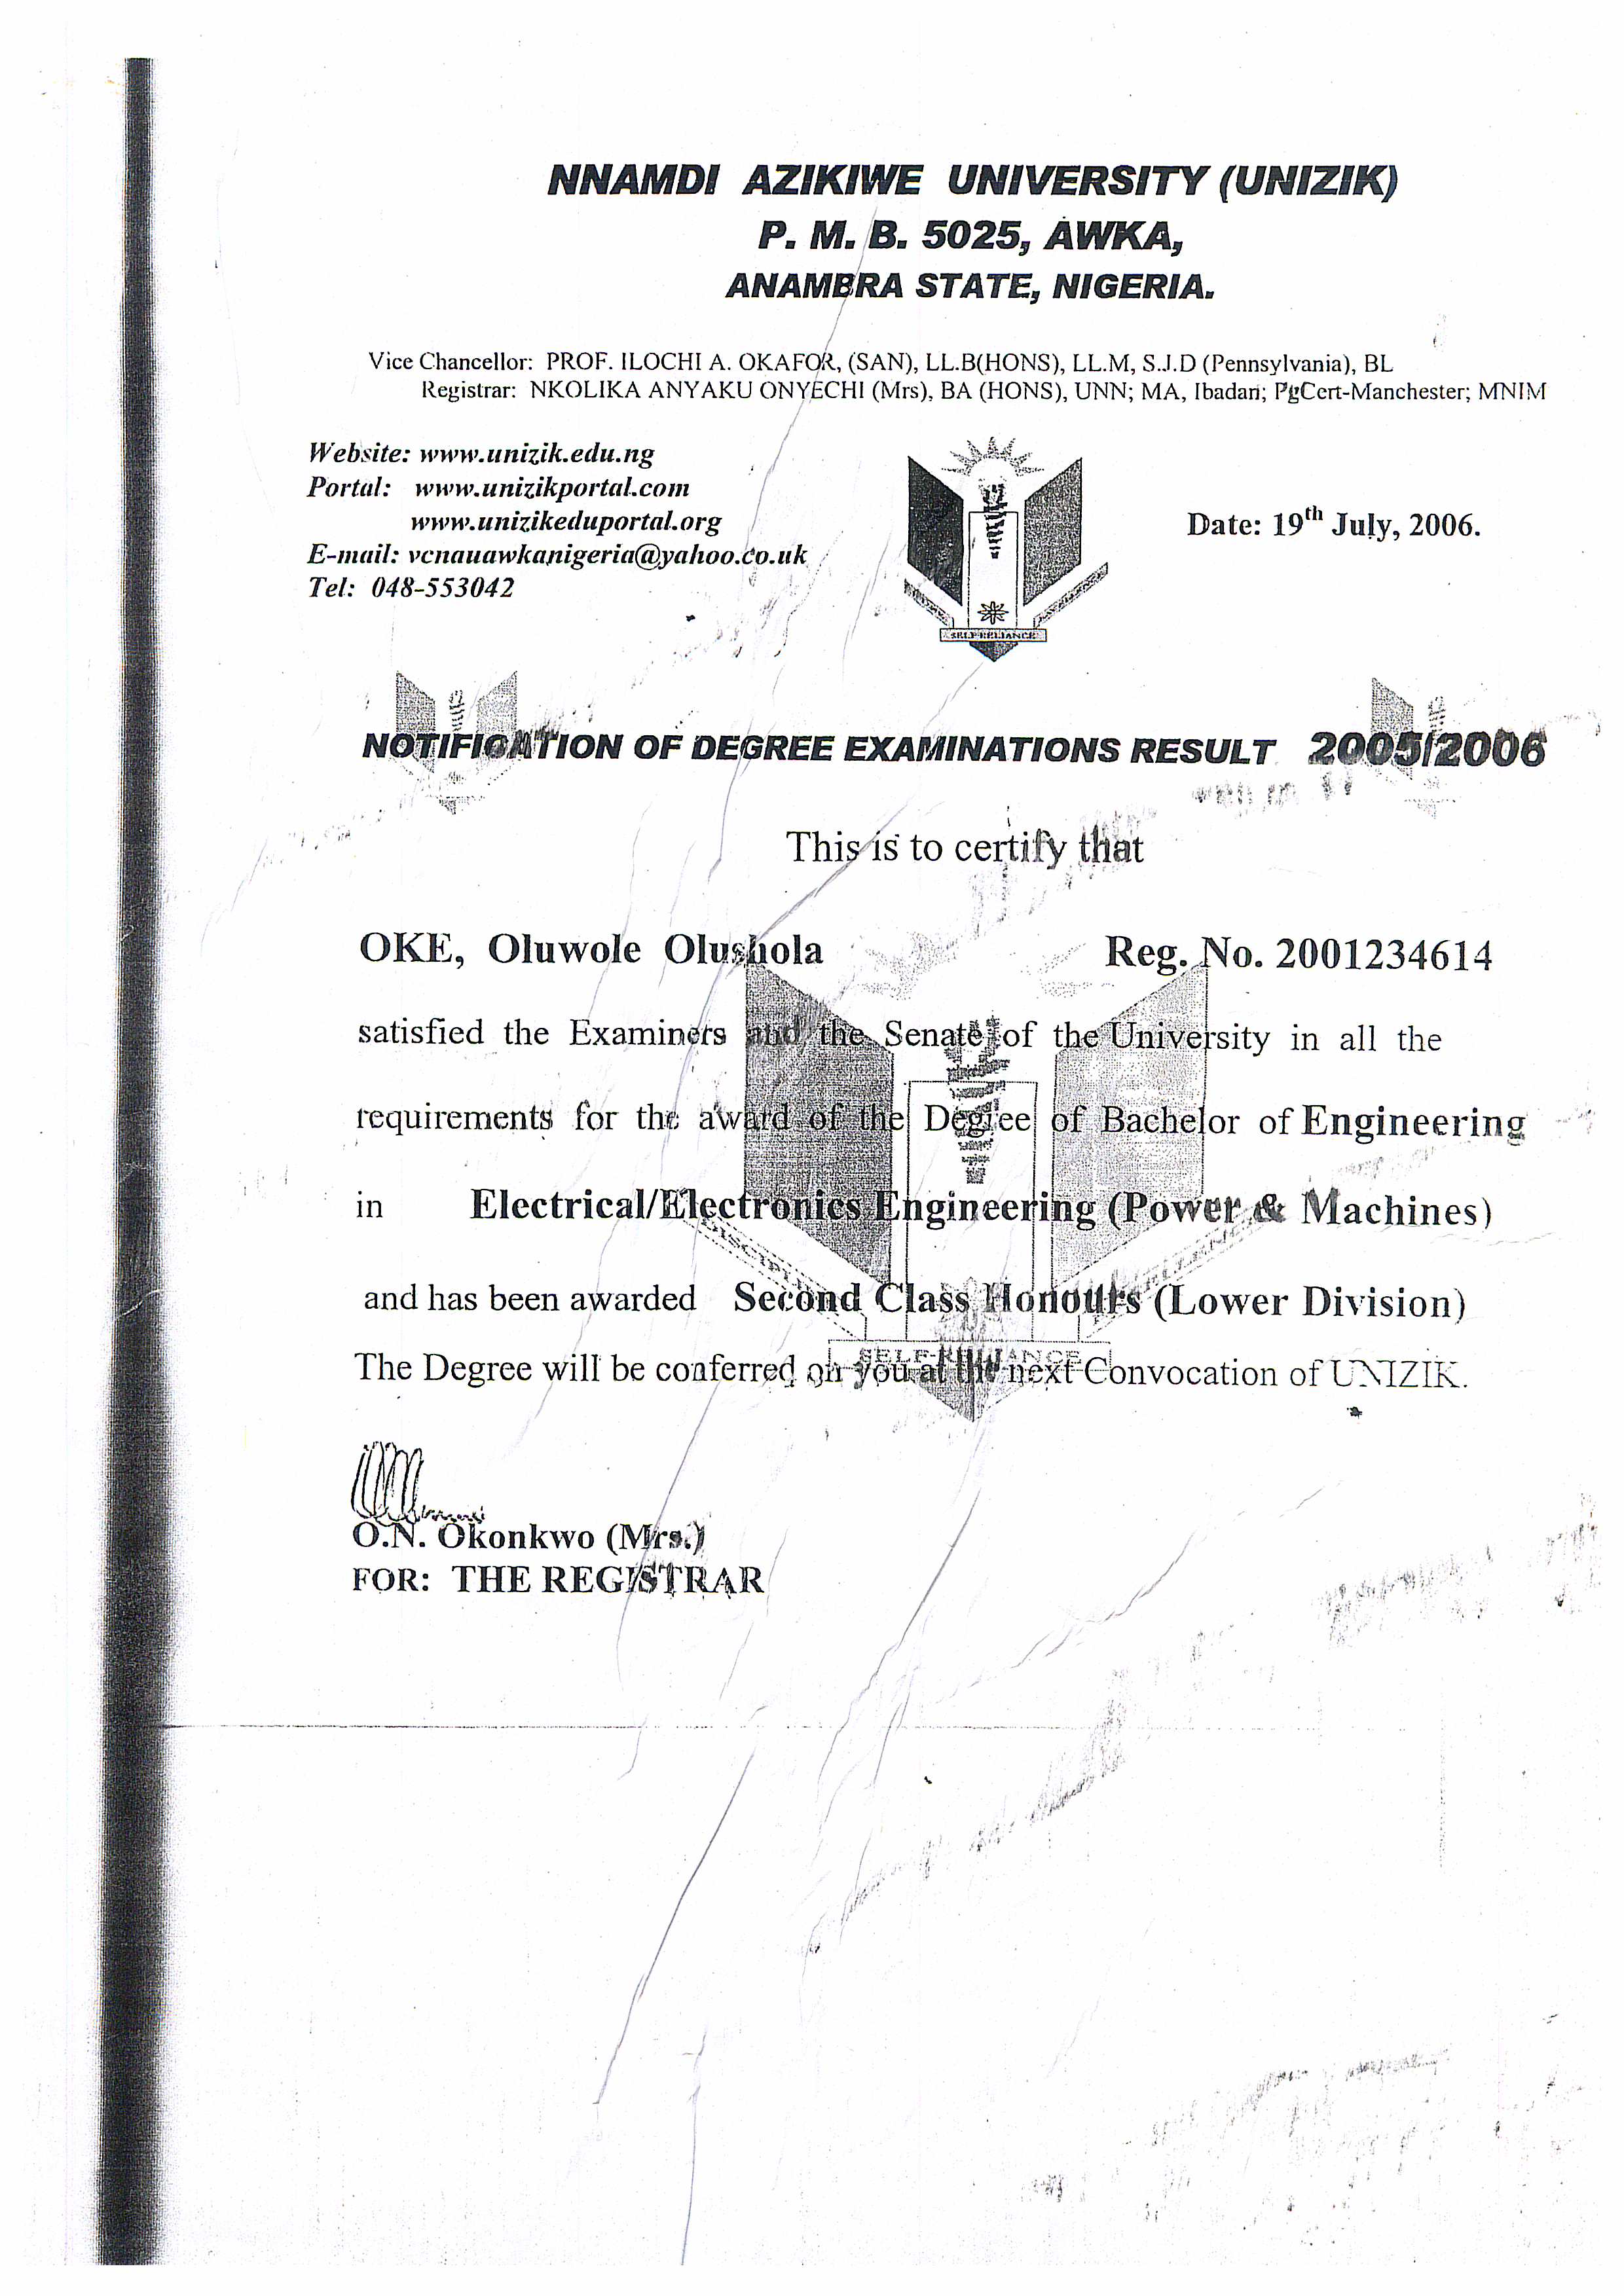 NNAMDI AZIKIWE UNIVERSITY (UNIZIK)
P. M. B. 5025, AWKA,
ANAMBRA STATE, NIGERIA.
Vice Chancellor: PROF. ILOCHI A. OKAFOR, (SAN), LL.B(HONS), LL.M, S.J.D (Pennsylvania), BL
Registrar: NKOLIKA ANYAKU ONYECHI (Mrs), BA (HONS), UNN; MA, Ibadan; PgCert-Manchester; MNIM
Website: www.unizik.edu.ng
Portal: www.unizikportal.com
www.unizikeduportal.org
E-mail: vcnauawkanigeria@yahoo.co.uk
Tel: 048-553042
SELF RELIANCE
Date: 19th July, 2006.
NOTIFICATION OF DEGREE EXAMINATIONS RESULT 2005/2006
This is to certify that
OKE, Oluwole Olushola Reg. No. 2001234614
satisfied the Examiners and the Senate of the University in all the
requirements for the award of the Degree of Bachelor of Engineering
in Electrical/Electronics Engineering (Power & Machines)
and has been awarded Second Class Honours (Lower Division)
SELF-RELIANCE
The Degree will be conferred on you at the next Convocation of UNIZIK.
O.N. Okonkwo (Mrs.)
FOR: THE REGISTRAR